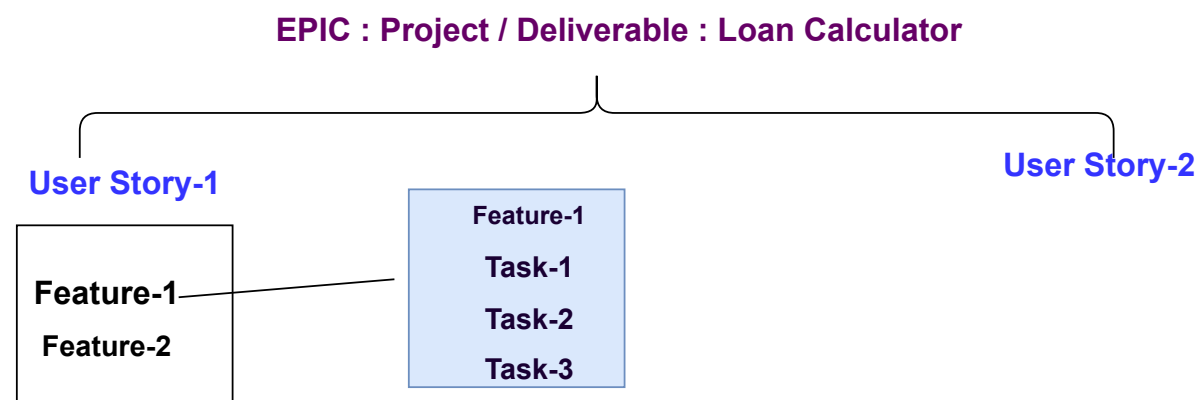 EPIC : Project / Deliverable : Loan Calculator
User Story-1
User Story-2
Feature-1
Feature-2
Feature-1
Task-1
Task-2
Task-3